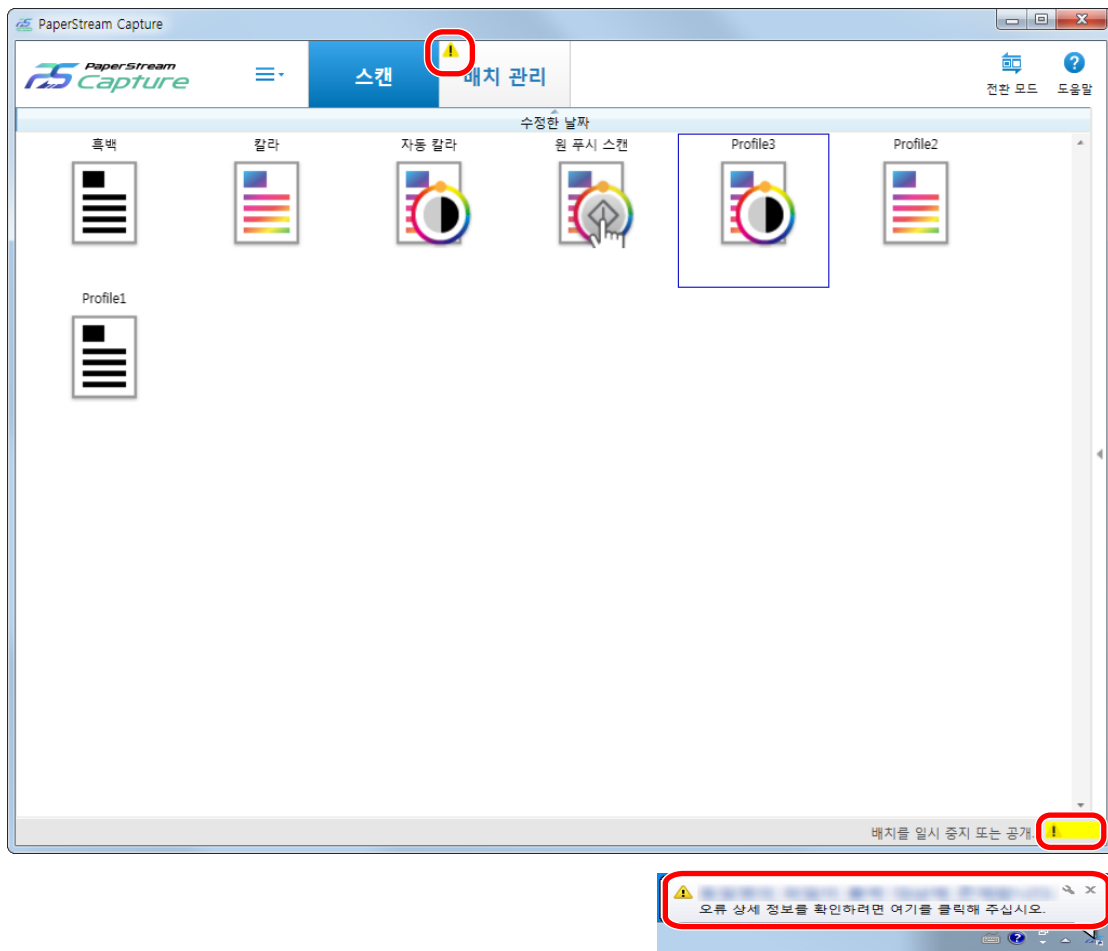 PaperStream Capture
PaperStream
Capture
스캔
배치 관리
전환 모드
도움말
수정한 날짜
흑백
칼라
자동 칼라
원 푸시 스캔
Profile3
Profile2
Profile1
배치를 일시 중지 또는 공개.
오류 상세 정보를 확인하려면 여기를 클릭해 주십시오.